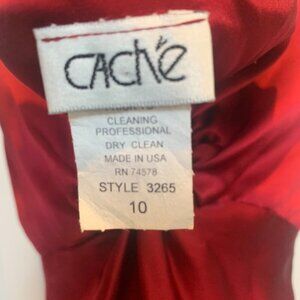 Caché
CLEANING
PROFESSIONAL
DRY CLEAN
MADE IN USA
RN 74578
STYLE 3265
10